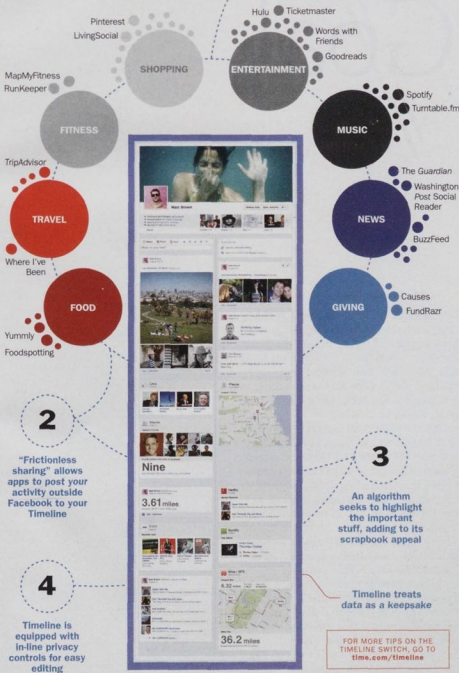 Hulu
Ticketmaster
Pinterest
LivingSocial
Words with
Friends
Goodreads
SHOPPING
ENTERTAINMENT
MapMyFitness
RunKeeper
Spotify
Turntable.fm
FITNESS
MUSIC
TripAdvisor
The Guardian
Washington
Post Social
Reader
BuzzFeed
TRAVEL
NEWS
Where I've
Been
FOOD
GIVING
Causes
FundRazr
Yummly
Foodspotting
2
"Frictionless
sharing" allows
apps to post your
activity outside
Facebook to your
Timeline
Nine
3.61 miles
3
An algorithm
seeks to highlight
the important
stuff, adding to its
scrapbook appeal
4
Timeline is
equipped with
in-line privacy
controls for easy
editing
36.2 miles
Timeline treats
data as a keepsake
FOR MORE TIPS ON THE
TIMELINE SWITCH, GO TO
time.com/timeline